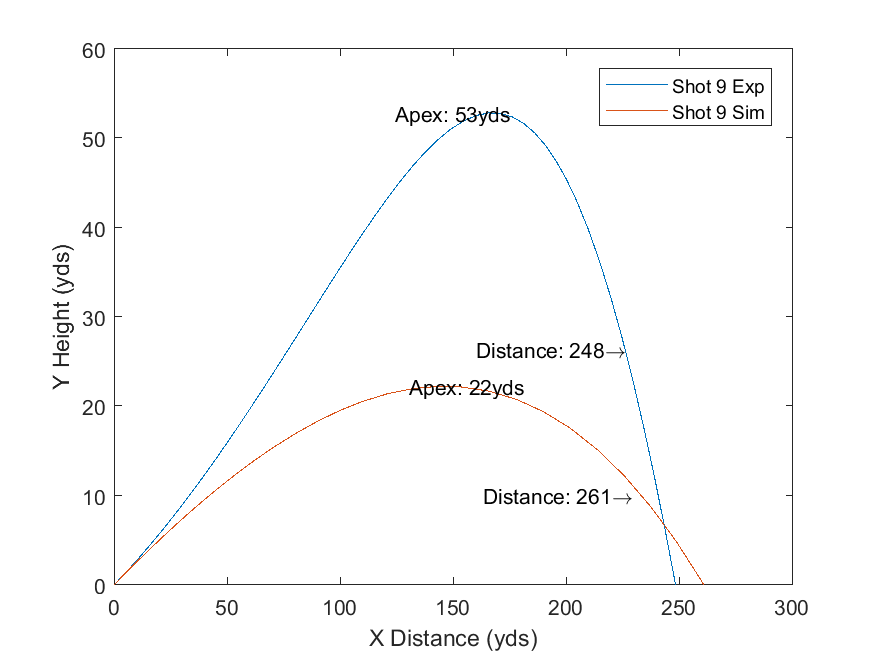 60
50
40
30
20
10
0
Y Height (yds)
Apex: 53yds
Shot 9 Exp
Shot 9 Sim
Distance: 248→
Apex: 22yds
Distance: 261→
0 50 100 150 200 250 300
X Distance (yds)